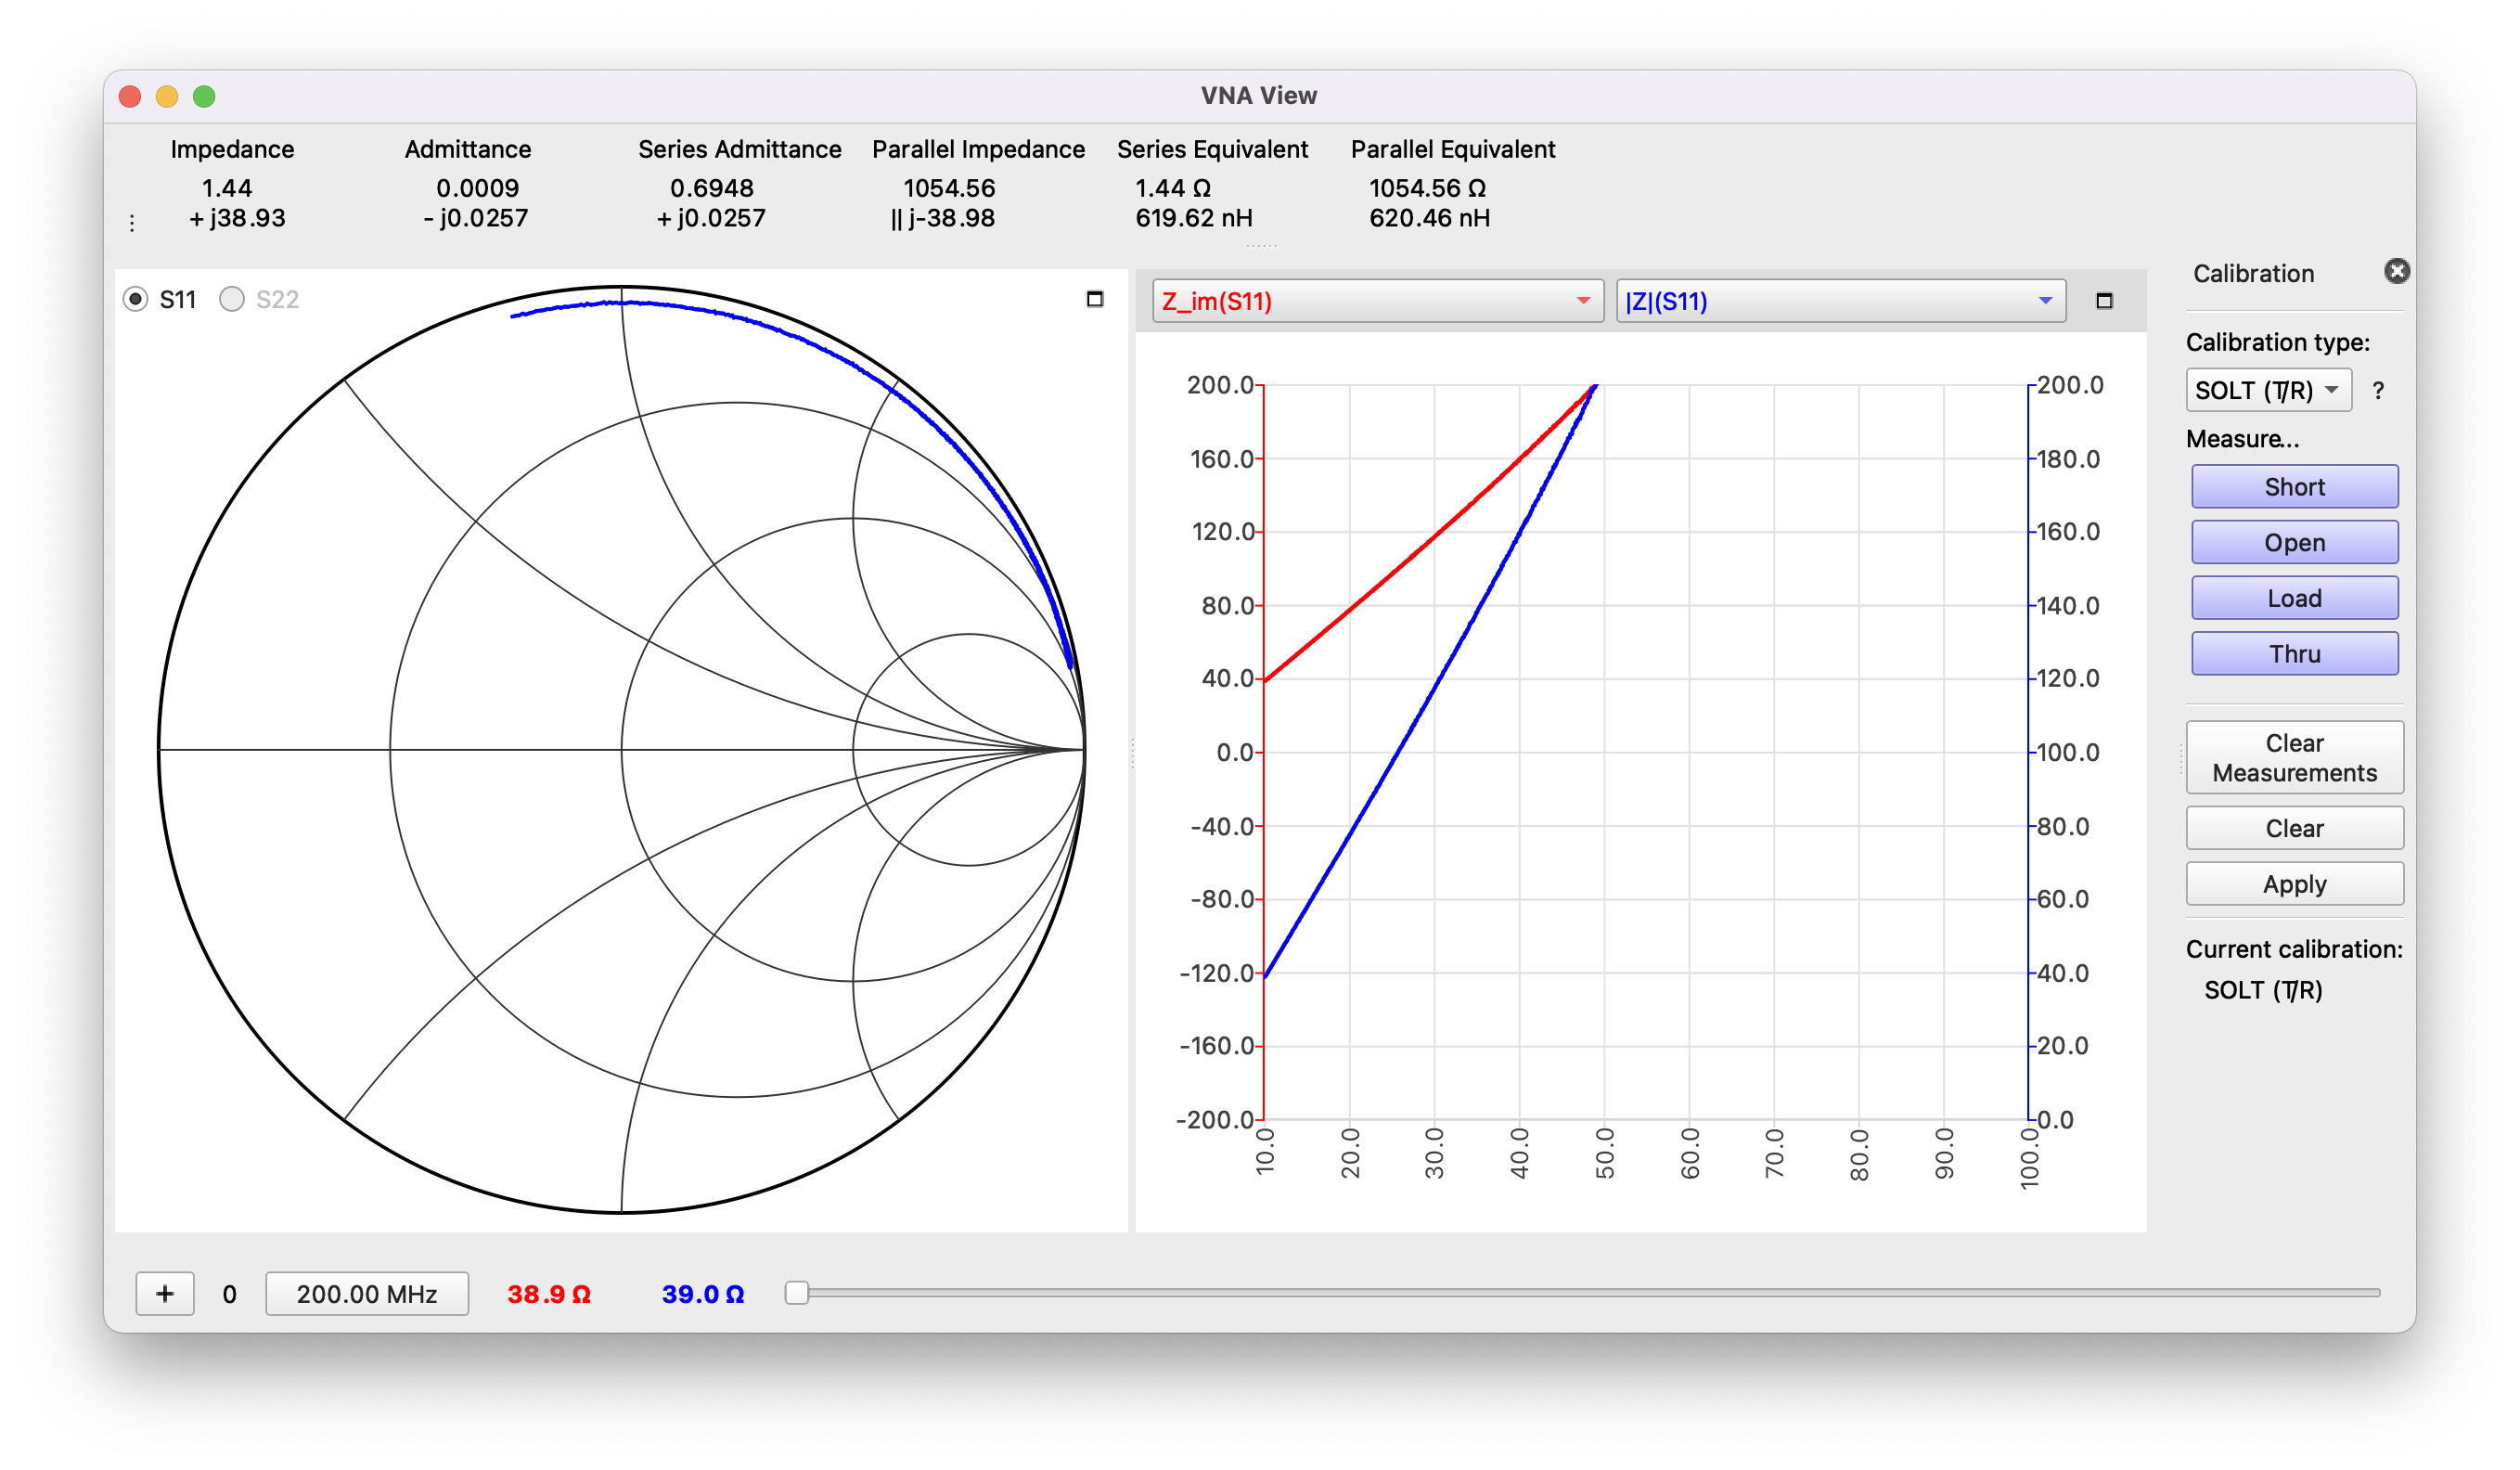 VNA View
Impedance Admittance Series Admittance Parallel Impedance Series Equivalent Parallel Equivalent
1.44 0.0009 0.6948 1054.56 1.44 Ω 1054.56 Ω
+ j38.93 - j0.0257 + j0.0257 || j-38.98 619.62 nH 620.46 nH
S11 S22
Z_im(S11) |Z|(S11)
200.0 200.0
160.0 180.0
120.0 160.0
80.0 140.0
40.0 120.0
0.0 100.0
-40.0 80.0
-80.0 60.0
-120.0 40.0
-160.0 20.0
-200.0 0.0
10.0 20.0 30.0 40.0 50.0 60.0 70.0 80.0 90.0 100.0
Calibration
Calibration type:
SOLT (T/R) ?
Measure...
Short
Open
Load
Thru
Clear
Measurements
Clear
Apply
Current calibration:
SOLT (T/R)
+ 0 200.00 MHz 38.9 Ω 39.0 Ω